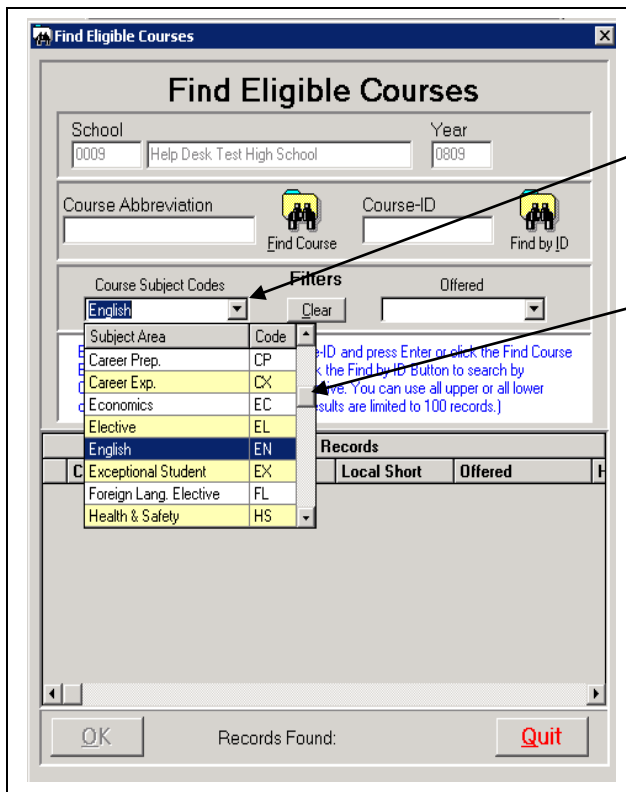 Find Eligible Courses
Find Eligible Courses
School Year
0009 Help Desk Test High School 0809
Course Abbreviation Course-ID
Find Course Find by ID
Course Subject Codes Filters Offered
English Clear
Subject Area Code
Career Prep. CP
Career Exp. CX
Economics EC
Elective EL
English EN
Exceptional Student EX
Foreign Lang. Elective FL
Health & Safety HS
e-ID and press Enter or click the Find Course
the Find by ID Button to search by
You can use all upper or all lower
results are limited to 100 records.)
Records
Local Short Offered H
OK Records Found: Quit